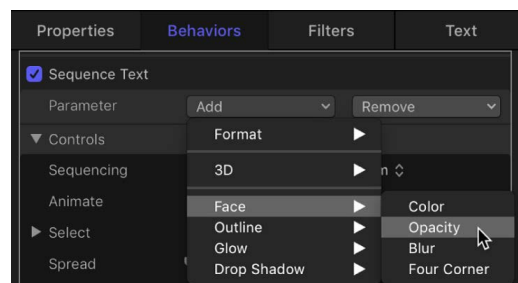 Properties Behaviors Filters Text
Sequence Text
Parameter Add Remove
Controls Format
Sequencing 3D
Animate Face Color
Select Outline Opacity
Glow Blur
Spread Drop Shadow Four Corner